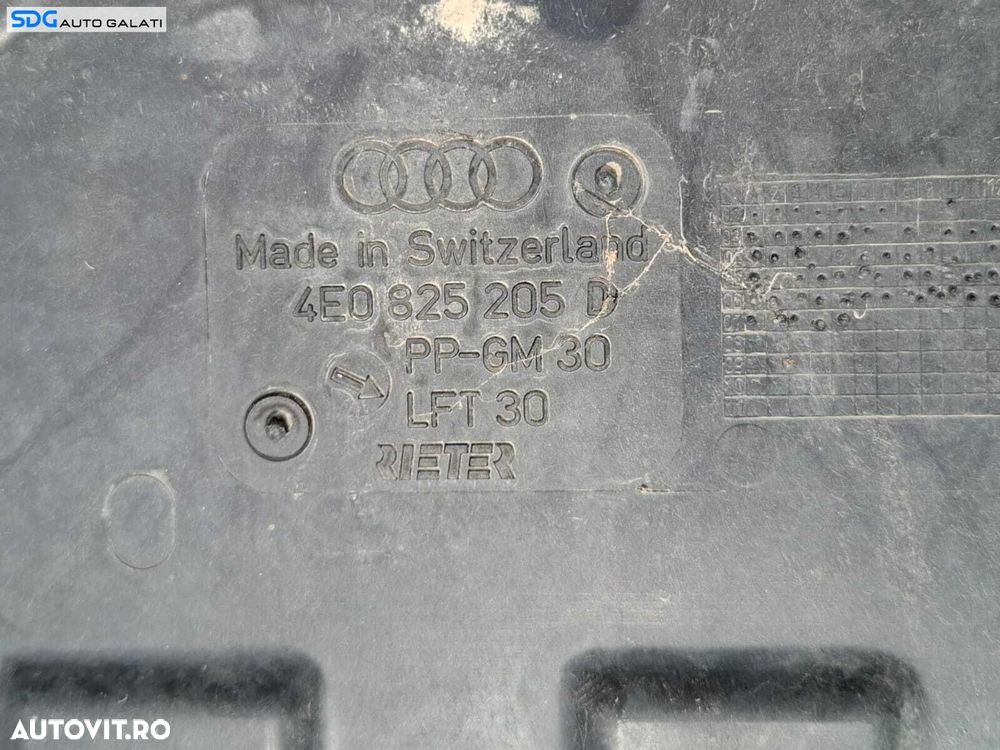 SDG AUTO GALATI
Made in Switzerland
4E0 825 205 D
PP-GM 30
LFT 30
RIETER
AUTOVIT.RO